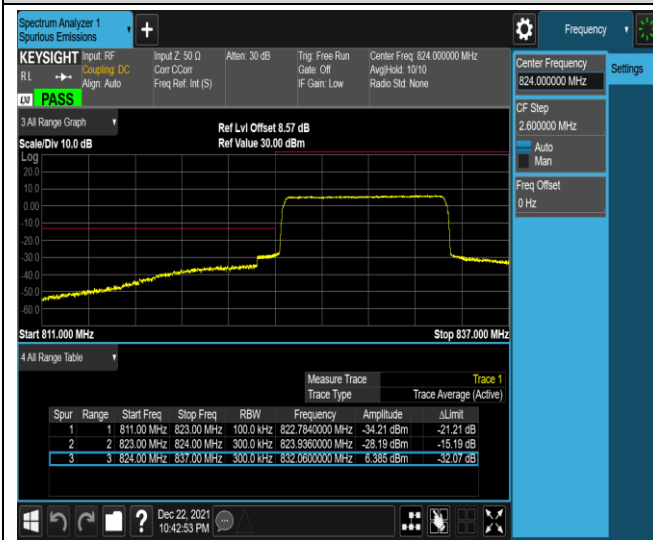 Spectrum Analyzer 1
Spurious Emissions
+
Frequency
KEYSIGHT Input: RF Input Z: 50 Ω Atten: 30 dB Trig: Free Run Center Freq: 824.000000 MHz
R L Coupling: DC Corr CCorr Gate: Off Avg|Hold: 10/10
Align: Auto Freq Ref: Int (S) IF Gain: Low Radio Std: None
LXI PASS
Center Frequency
824.000000 MHz
Settings
CF Step
2.600000 MHz
Auto
Man
Freq Offset
0 Hz
3 All Range Graph
Ref Lvl Offset 8.57 dB
Scale/Div 10.0 dB Ref Value 30.00 dBm
Log
20.0
10.0
0.00
-10.0
-20.0
-30.0
-40.0
-50.0
-60.0
Start 811.000 MHz Stop 837.000 MHz
4 All Range Table
Measure Trace Trace 1
Trace Type Trace Average (Active)
Spur Range Start Freq Stop Freq RBW Frequency Amplitude ΔLimit
1 1 811.00 MHz 823.00 MHz 100.0 kHz 822.7840000 MHz -34.21 dBm -21.21 dB
2 2 823.00 MHz 824.00 MHz 300.0 kHz 823.9360000 MHz -28.19 dBm -15.19 dB
3 3 824.00 MHz 837.00 MHz 300.0 kHz 832.0600000 MHz 6.385 dBm -32.07 dB
? Dec 22, 2021
10:42:53 PM